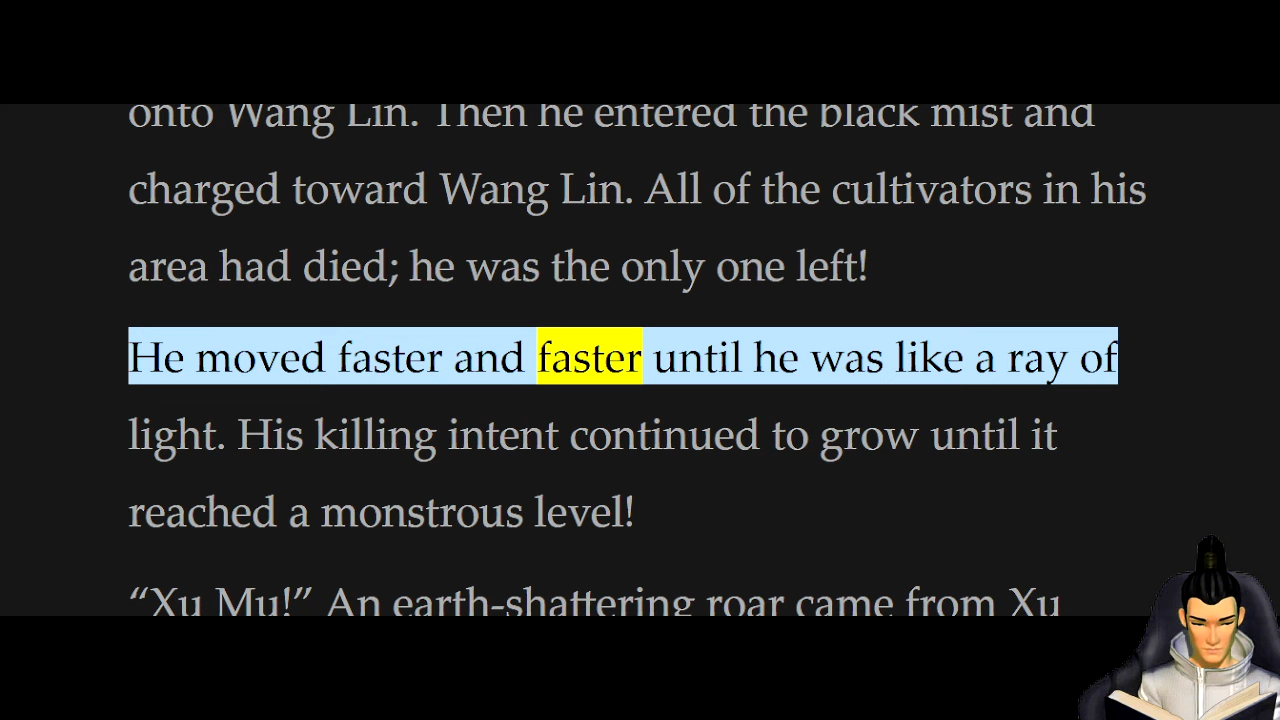 onto Wang Lin. Then he entered the black mist and
charged toward Wang Lin. All of the cultivators in his
area had died; he was the only one left!
He moved faster and faster until he was like a ray of
light. His killing intent continued to grow until it
reached a monstrous level!
“Xu Mu!” An earth-shattering roar came from Xu